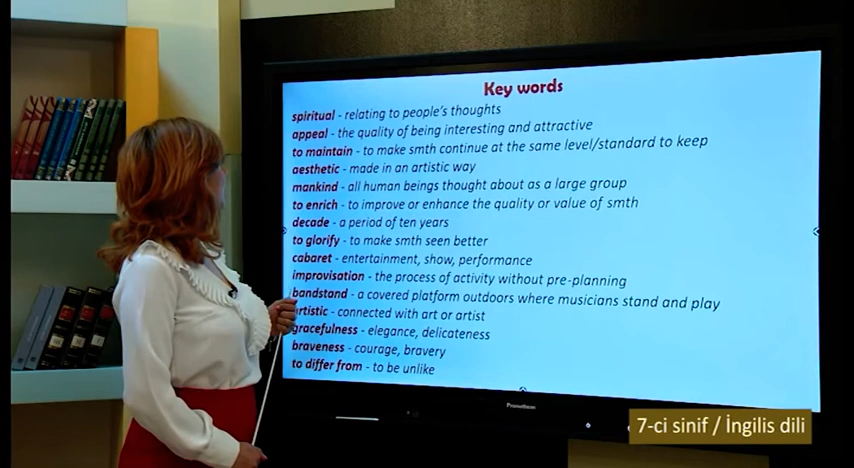 Key words
spiritual - relating to people's thoughts
appeal - the quality of being interesting and attractive
to maintain - to make smth continue at the same level/standard to keep
aesthetic - made in an artistic way
mankind - all human beings thought about as a large group
to enrich - to improve or enhance the quality or value of smth
decade - a period of ten years
to glorify - to make smth seen better
cabaret - entertainment, show, performance
improvisation - the process of activity without pre-planning
bandstand - a covered platform outdoors where musicians stand and play
artistic - connected with art or artist
gracefulness - elegance, delicateness
braveness - courage, bravery
to differ from - to be unlike
Promethean
7-ci sinif / İngilis dili